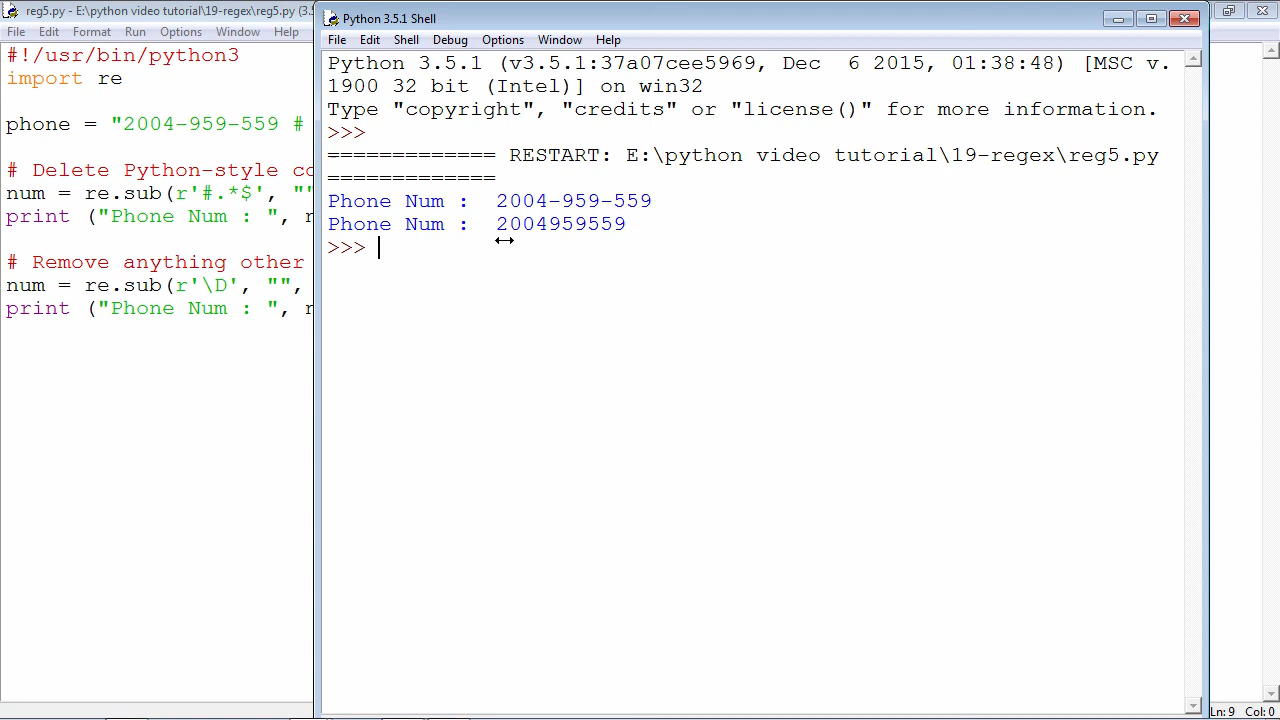 reg5.py - E:\python video tutorial\19-regex\reg5.py (3.5
File Edit Format Run Options Window Help
#!/usr/bin/python3
import re
phone = "2004-959-559 #
# Delete Python-style co
num = re.sub(r'#.*$', ""
print ("Phone Num : ",
# Remove anything other
num = re.sub(r'\D', "",
print ("Phone Num : ",
Python 3.5.1 Shell
File Edit Shell Debug Options Window Help
Python 3.5.1 (v3.5.1:37a07cee5969, Dec  6 2015, 01:38:48) [MSC v.
1900 32 bit (Intel)] on win32
Type "copyright", "credits" or "license()" for more information.
>>>
============= RESTART: E:\python video tutorial\19-regex\reg5.py
=============
Phone Num :  2004-959-559
Phone Num :  2004959559
>>>
Ln: 9 Col: 0